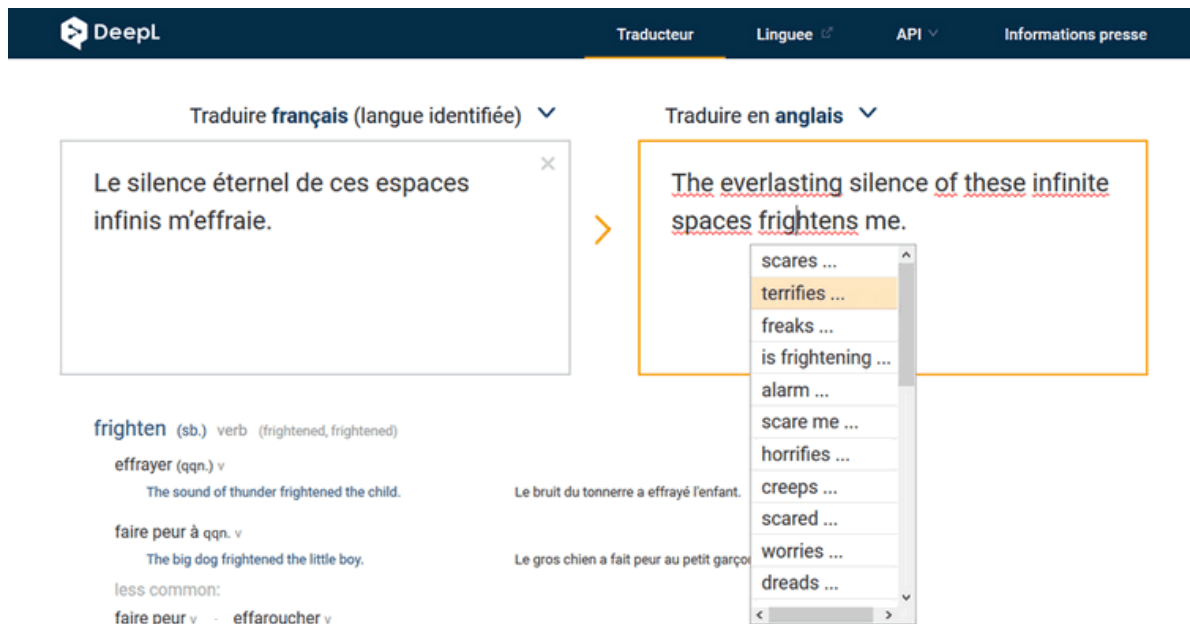 DeepL
Traducteur
Linguee
API
Informations presse
Traduire français (langue identifiée)
Le silence éternel de ces espaces
infinis m’effraie.
Traduire en anglais
The everlasting silence of these infinite
spaces frightens me.
scares ...
terrifies ...
freaks ...
is frightening ...
alarm ...
scare me ...
horrifies ...
creeps ...
scared ...
worries ...
dreads ...
frighten (sb.) verb (frightened, frightened)
effrayer (qqn.) v
The sound of thunder frightened the child.
Le bruit du tonnerre a effrayé l'enfant.
faire peur à qqn. v
The big dog frightened the little boy.
Le gros chien a fait peur au petit garço
less common:
faire peur v · effaroucher v